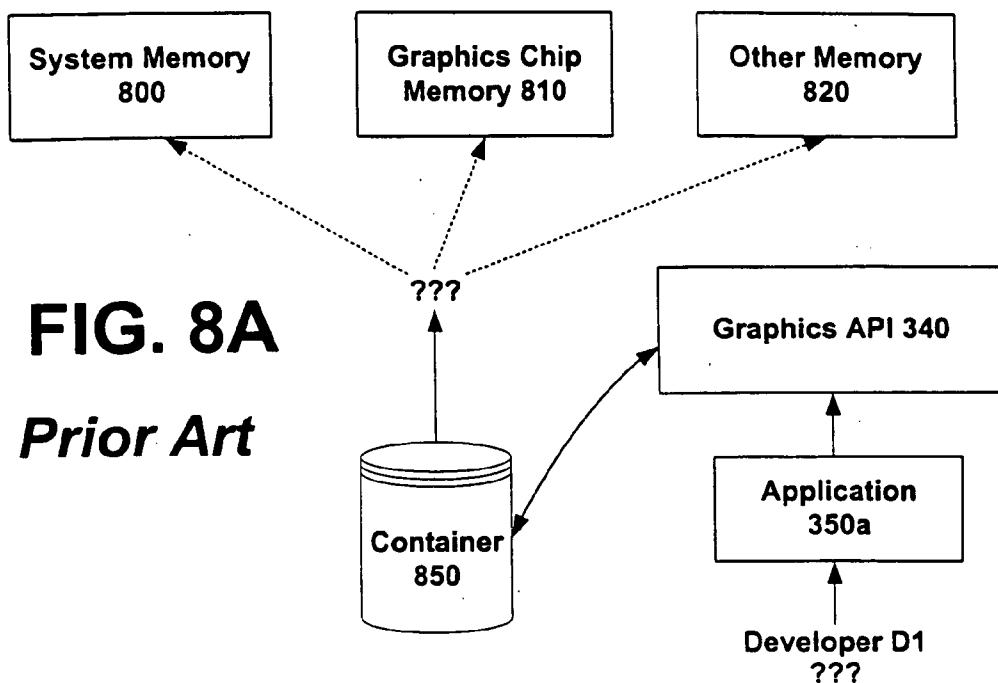 System Memory
800
Graphics Chip
Memory 810
Other Memory
820
???
FIG. 8A
Prior Art
Graphics API 340
Container
850
Application
350a
Developer D1
???